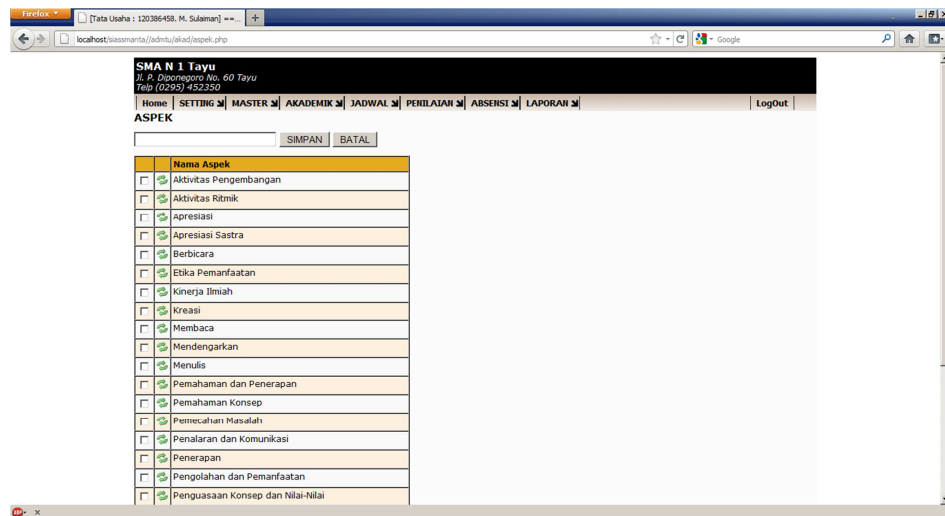 Firefox
[Tata Usaha : 120386458. M. Sulaiman] ==...
localhost/siassmanta//admtu/akad/aspek.php
Google
SMA N 1 Tayu
Jl. P. Diponegoro No. 60 Tayu
Telp (0295) 452350
Home SETTING MASTER AKADEMIK JADWAL PENILAIAN ABSENSI LAPORAN LogOut
ASPEK
SIMPAN BATAL
Nama Aspek
Aktivitas Pengembangan
Aktivitas Ritmik
Apresiasi
Apresiasi Sastra
Berbicara
Etika Pemanfaatan
Kinerja Ilmiah
Kreasi
Membaca
Mendengarkan
Menulis
Pemahaman dan Penerapan
Pemahaman Konsep
Pemecahan Masalah
Penalaran dan Komunikasi
Penerapan
Pengolahan dan Pemanfaatan
Penguasaan Konsep dan Nilai-Nilai
ABP